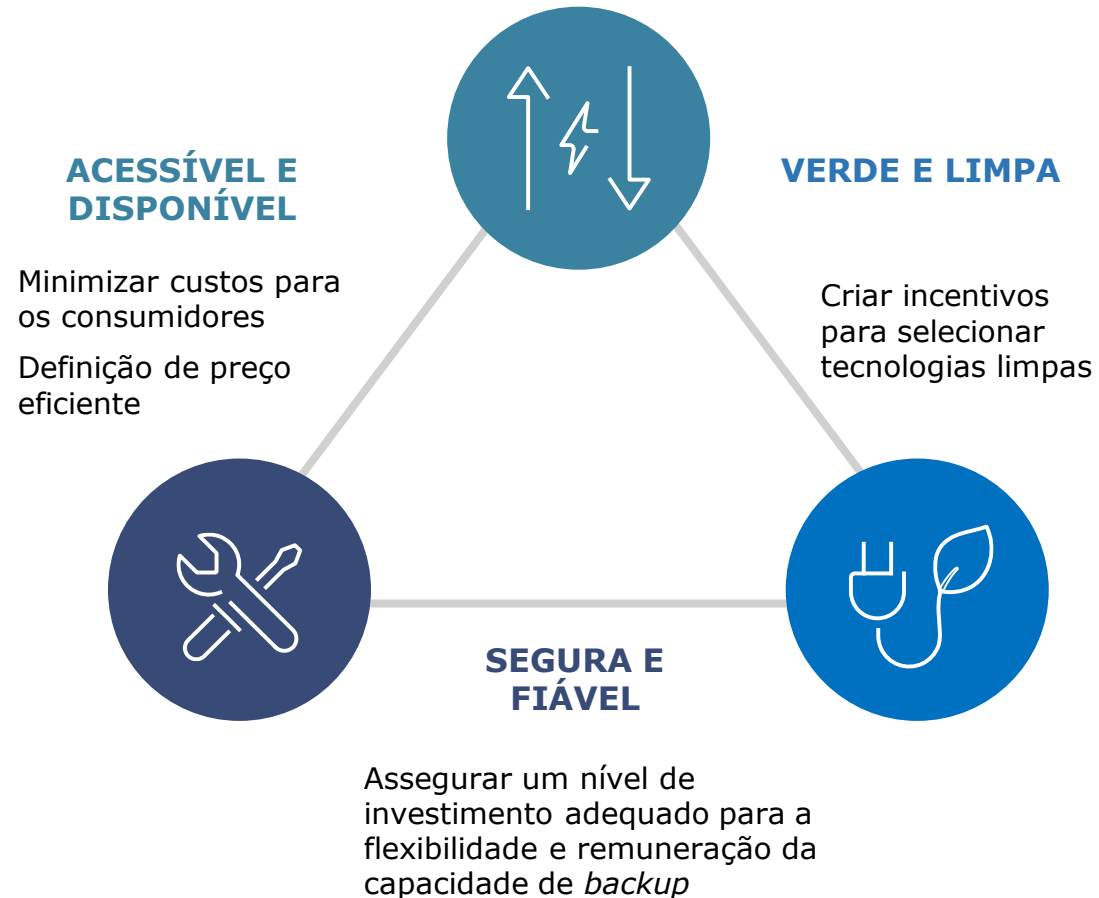 ACESSÍVEL E
DISPONÍVEL
Minimizar custos para
os consumidores
Definição de preço
eficiente
VERDE E LIMPA
Criar incentivos
para selecionar
tecnologias limpas
SEGURA E
FIÁVEL
Assegurar um nível de
investimento adequado para a
flexibilidade e remuneração da
capacidade de backup